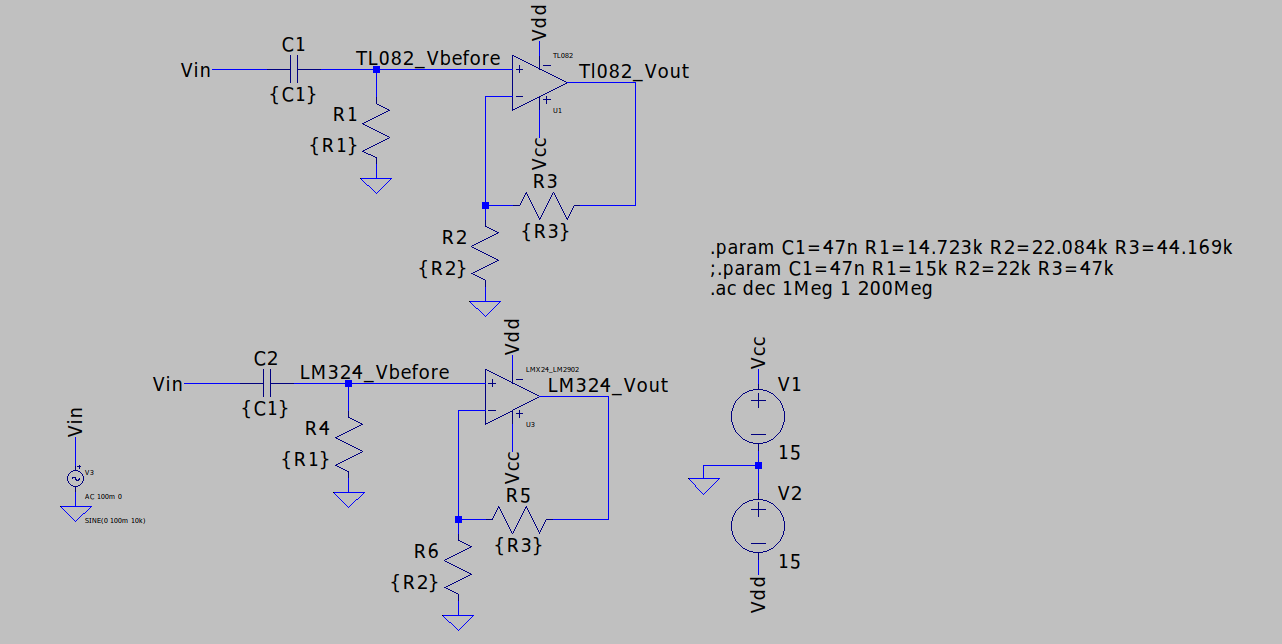 Vdd
C1
TL082_Vbefore
TL082
Vin
Tl082_Vout
{C1}
R1
U1
{R1}
Vcc
R3
{R3}
R2
{R2}
.param C1=47n R1=14.723k R2=22.084k R3=44.169k
;.param C1=47n R1=15k R2=22k R3=47k
.ac dec 1Meg 1 200Meg
Vdd
C2
LM324_Vbefore
LMX24_LM2902
Vin
LM324_Vout
{C1}
R4
U3
{R1}
Vcc
R5
{R3}
R6
{R2}
Vin
V3
AC 100m 0
SINE(0 100m 10k)
Vcc
V1
15
V2
15
Vdd